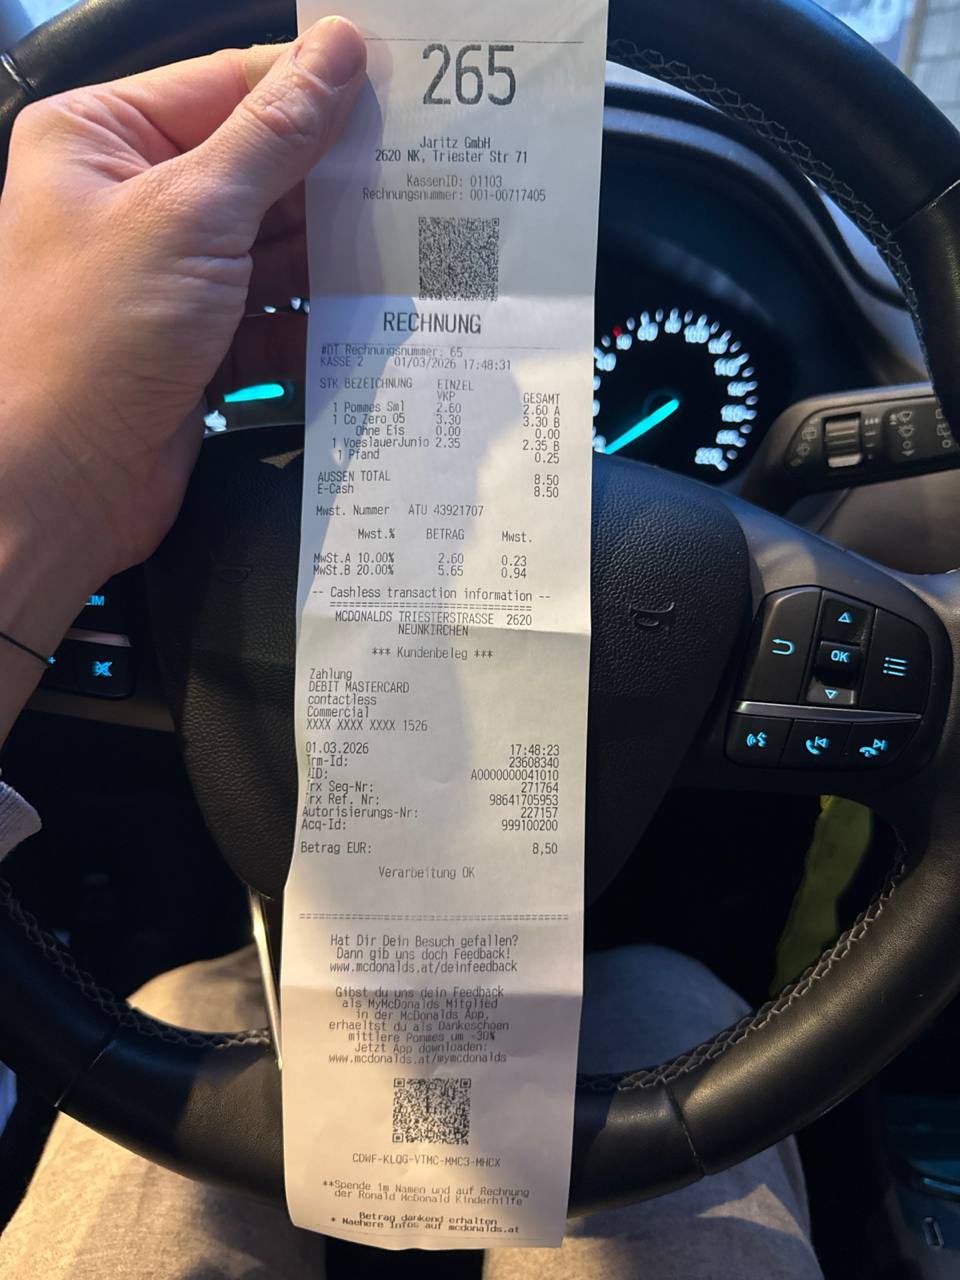 265
Jaritz GmbH
2620 NK, Triester Str 71
KassenID: 01103
Rechnungsnummer: 001-00717405
RECHNUNG
#DT Rechnungsnummer: 65
KASSE 2 01/03/2026 17:48:31
STK BEZEICHNUNG EINZEL
VKP GESAMT
1 Pommes Sml 2.60 2.60 A
1 Co Zero 05 3.30 3.30 B
Ohne Eis 0.00 0.00
1 VoeslauerJunio 2.35 2.35 B
1 Pfand 0.25
AUSSEN TOTAL 8.50
E-Cash 8.50
Mwst. Nummer ATU 43921707
Mwst.% BETRAG Mwst.
MwSt.A 10.00% 2.60 0.23
MwSt.B 20.00% 5.65 0.94
-- Cashless transaction information --
================================
MCDONALDS TRIESTERSTRASSE 2620
NEUNKIRCHEN
*** Kundenbeleg ***
Zahlung
DEBIT MASTERCARD
contactless
Commercial
XXXX XXXX XXXX 1526
01.03.2026 17:48:23
Trm-Id: 23608340
AID: A0000000041010
Trx Seq-Nr: 271764
Trx Ref. Nr: 98641705953
Autorisierungs-Nr: 227157
Acq-Id: 999100200
Betrag EUR: 8,50
Verarbeitung OK
Hat Dir Dein Besuch gefallen?
Dann gib uns doch Feedback!
www.mcdonalds.at/deinfeedback
Gibst du uns dein Feedback
als MyMcDonalds Mitglied
in der McDonalds App,
erhaeltst du als Dankeschoen
mittlere Pommes um -30%
Jetzt App downloaden:
www.mcdonalds.at/mymcdonalds
CDWF-KLQG-VTMC-MMC3-MHCX
**Spende im Namen und auf Rechnung
der Ronald McDonald Kinderhilfe
Betrag dankend erhalten
* Naehere Infos auf mcdonalds.at
OK